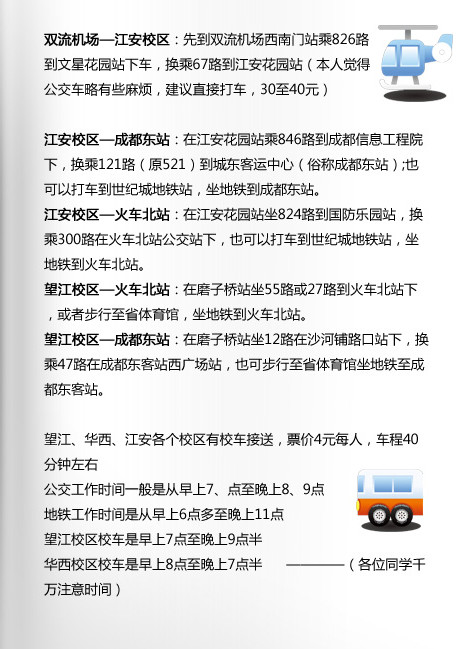 双流机场—江安校区：先到双流机场西南门站乘826路
到文星花园站下车，换乘67路到江安花园站（本人觉得
公交车略有些麻烦，建议直接打车，30至40元）
江安校区—成都东站：在江安花园站乘846路到成都信息工程院
下，换乘121路（原521）到城东客运中心（俗称成都东站）;也
可以打车到世纪城地铁站，坐地铁到成都东站。
江安校区—火车北站：在江安花园站坐824路到国防乐园站，换
乘300路在火车北站公交站下，也可以打车到世纪城地铁站，坐
地铁到火车北站。
望江校区—火车北站：在磨子桥站坐55路或27路到火车北站下
，或者步行至省体育馆，坐地铁到火车北站。
望江校区—成都东站：在磨子桥站坐12路在沙河铺路口站下，换
乘47路在成都东客站西广场站，也可步行至省体育馆坐地铁至成
都东客站。
望江、华西、江安各个校区有校车接送，票价4元每人，车程40
分钟左右
公交工作时间一般是从早上7、点至晚上8、9点
地铁工作时间是从早上6点多至晚上11点
望江校区校车是早上7点至晚上9点半
华西校区校车是早上8点至晚上7点半 ————（各位同学千
万注意时间）